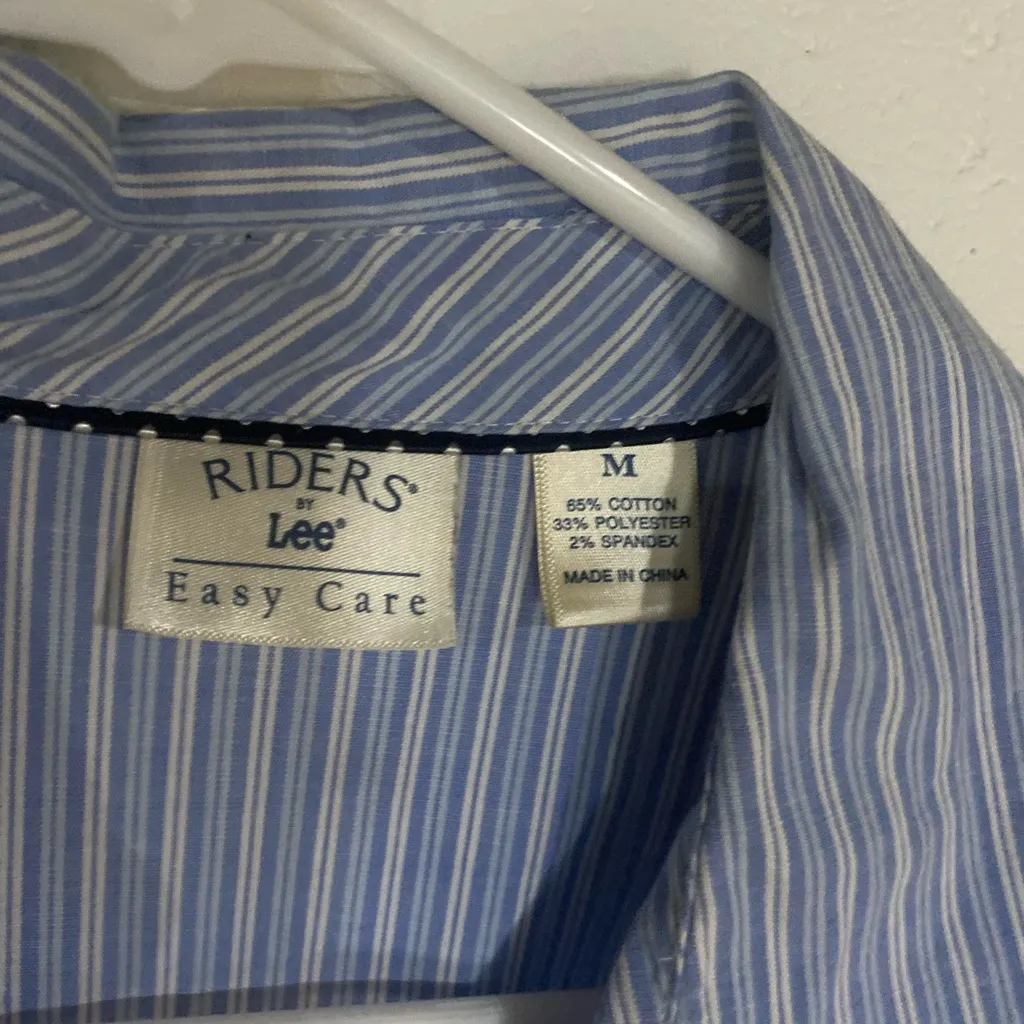 RIDERS®
BY
Lee®
Easy Care
M
65% COTTON
33% POLYESTER
2% SPANDEX
MADE IN CHINA